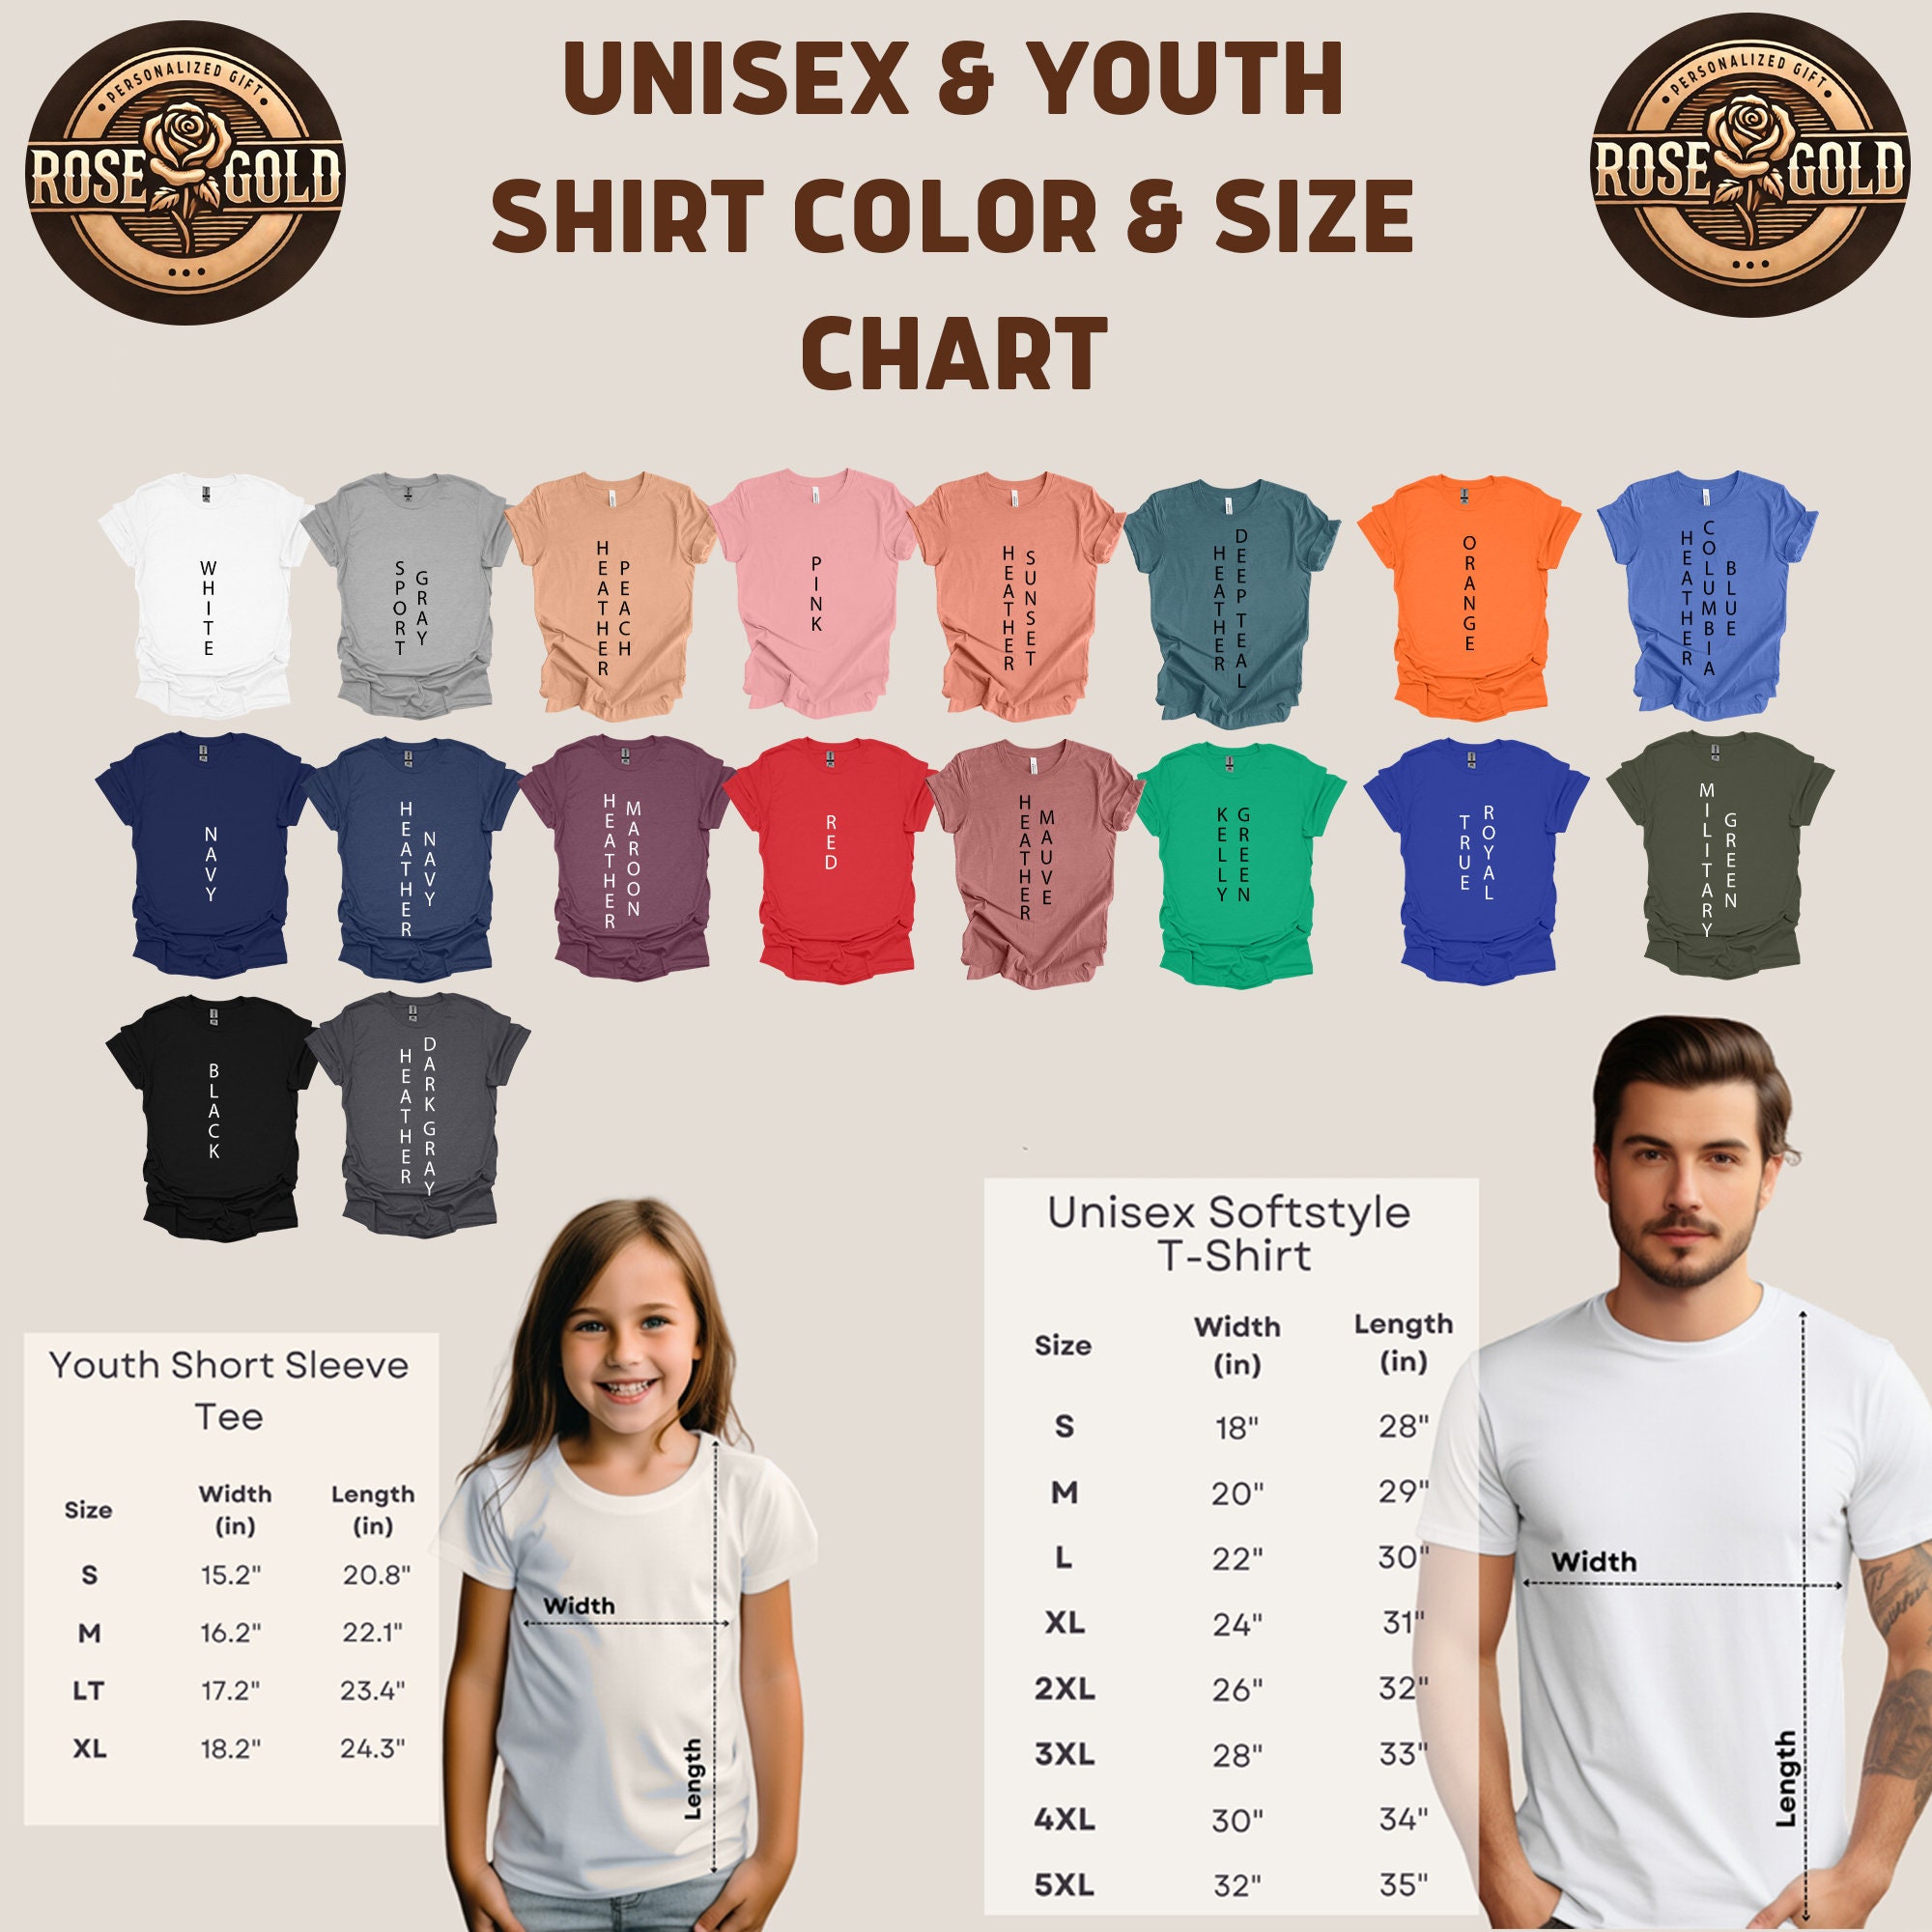 PERSONALIZED GIFT
ROSE GOLD
UNISEX & YOUTH
SHIRT COLOR & SIZE
CHART
PERSONALIZED GIFT
ROSE GOLD
WHITE
SPORT GRAY
HEATHER PEACH
PINK
HEATHER SUNSET
HEATHER DEEP TEAL
ORANGE
HEATHER COLUMBIA BLUE
NAVY
HEATHER NAVY
HEATHER MAROON
RED
HEATHER MAUVE
KELLY GREEN
TRUE ROYAL
MILITARY GREEN
BLACK
HEATHER DARK GRAY
Youth Short Sleeve
Tee
Size Width (in) Length (in)
S 15.2" 20.8"
M 16.2" 22.1"
LT 17.2" 23.4"
XL 18.2" 24.3"
Width
Length
Unisex Softstyle
T-Shirt
Size Width (in) Length (in)
S 18" 28"
M 20" 29"
L 22" 30"
XL 24" 31"
2XL 26" 32"
3XL 28" 33"
4XL 30" 34"
5XL 32" 35"
Width
Length